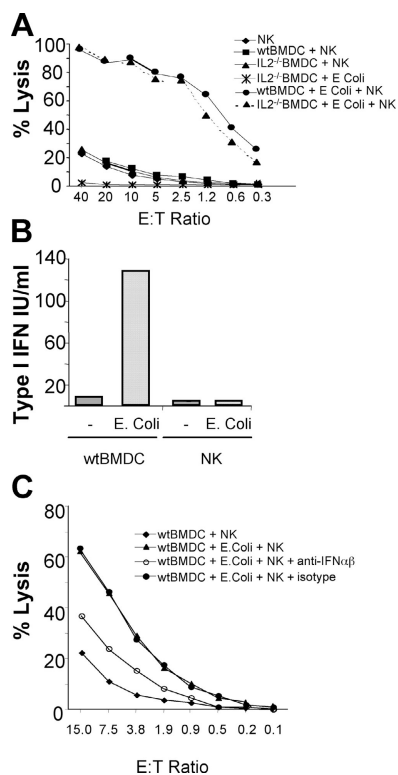 A
% Lysis
100
80
60
40
20
0
40 20 10 5 2.5 1.2 0.6 0.3
E:T Ratio
NK
wtBMDC + NK
IL2-/-BMDC + NK
IL2-/-BMDC + E Coli
wtBMDC + E Coli + NK
IL2-/-BMDC + E Coli + NK
B
Type I IFN IU/ml
140
100
60
20
- E. Coli - E. Coli
wtBMDC NK
C
% Lysis
80
60
40
20
0
15.0 7.5 3.8 1.9 0.9 0.5 0.2 0.1
E:T Ratio
wtBMDC + NK
wtBMDC + E.Coli + NK
wtBMDC + E.Coli + NK + anti-IFNαβ
wtBMDC + E.Coli + NK + isotype